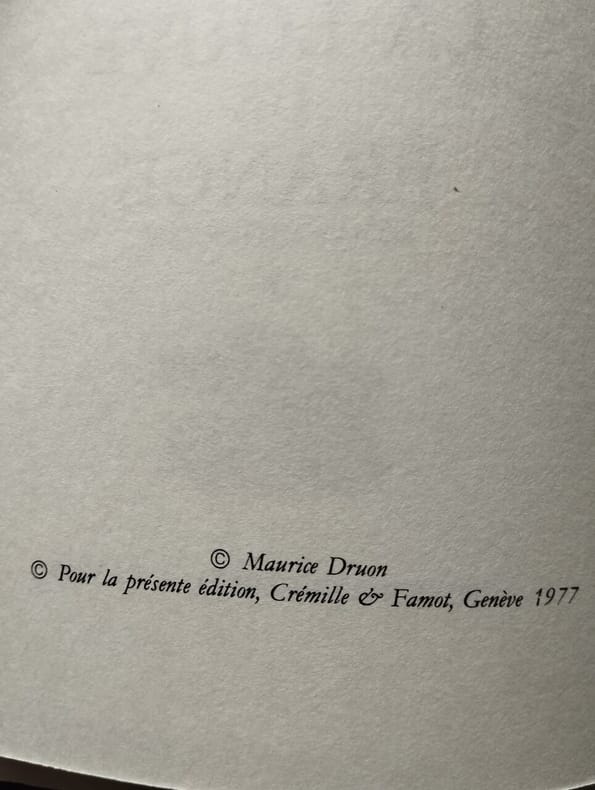 © Maurice Druon
© Pour la présente édition, Crémille & Famot, Genève 1977